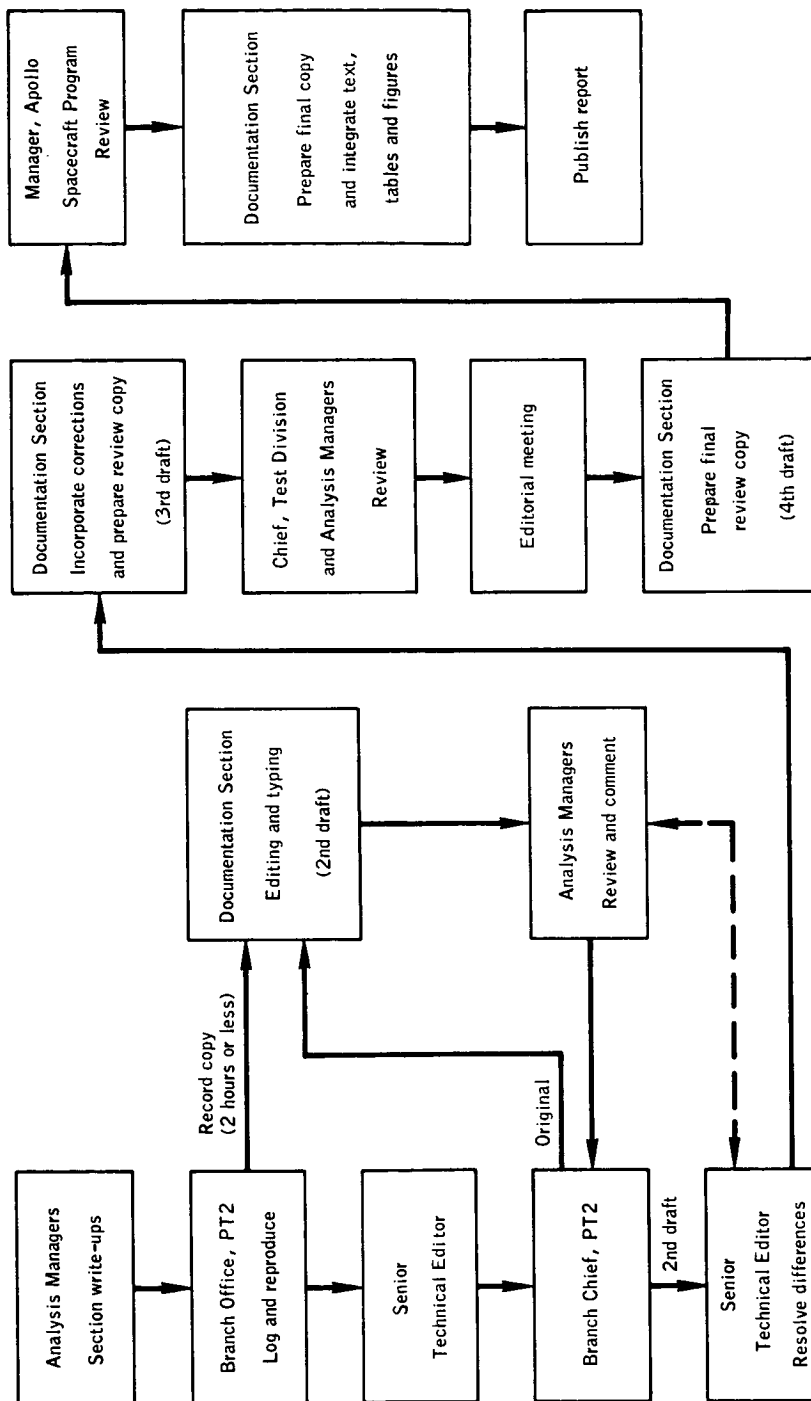 Analysis Managers
Section write-ups
Branch Office, PT2
Log and reproduce
Record copy
(2 hours or less)
Senior
Technical Editor
Branch Chief, PT2
Original
2nd draft
Senior
Technical Editor
Resolve differences
Documentation Section
Editing and typing
(2nd draft)
Analysis Managers
Review and comment
Documentation Section
Incorporate corrections
and prepare review copy
(3rd draft)
Chief, Test Division
and Analysis Managers
Review
Editorial meeting
Documentation Section
Prepare final
review copy
(4th draft)
Manager, Apollo
Spacecraft Program
Review
Documentation Section
Prepare final copy
and integrate text,
tables and figures
Publish report